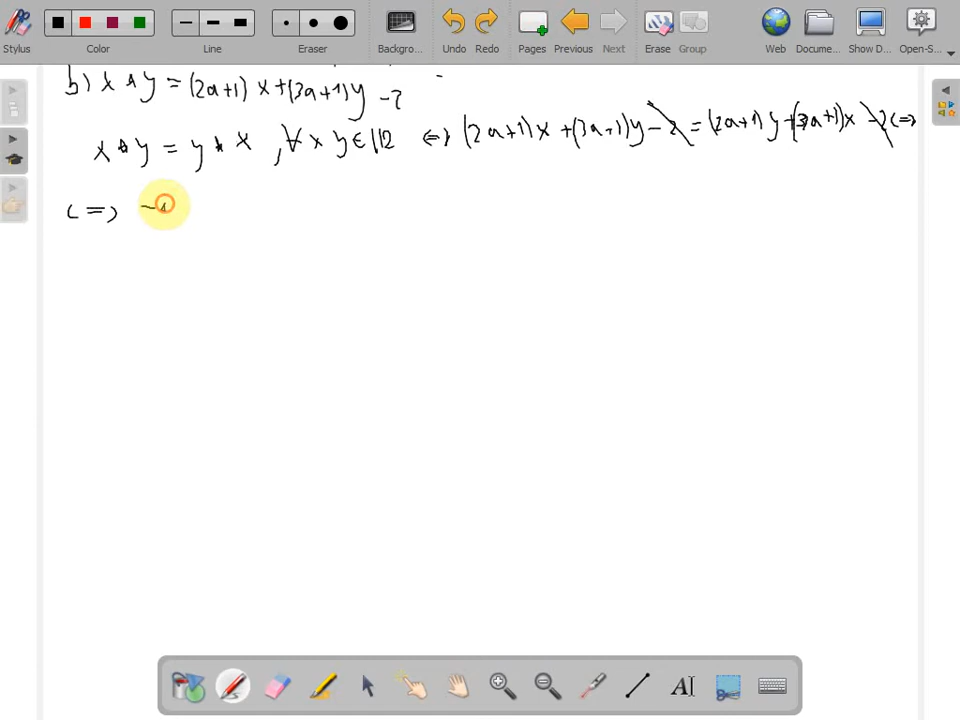 Stylus
Color
Line
Eraser
Backgro...
Undo
Redo
Pages
Previous
Next
Erase
Group
Web
Docume...
Show D...
Open-S...
b) x * y = (2a+1) x + (3a+1) y - 2
x * y = y * x , ∀ x y ∈ ℝ ⇔ (2a+1)x + (3a+1)y - 2 = (2a+1)y + (3a+1)x - 2 ⇔
⇔ -